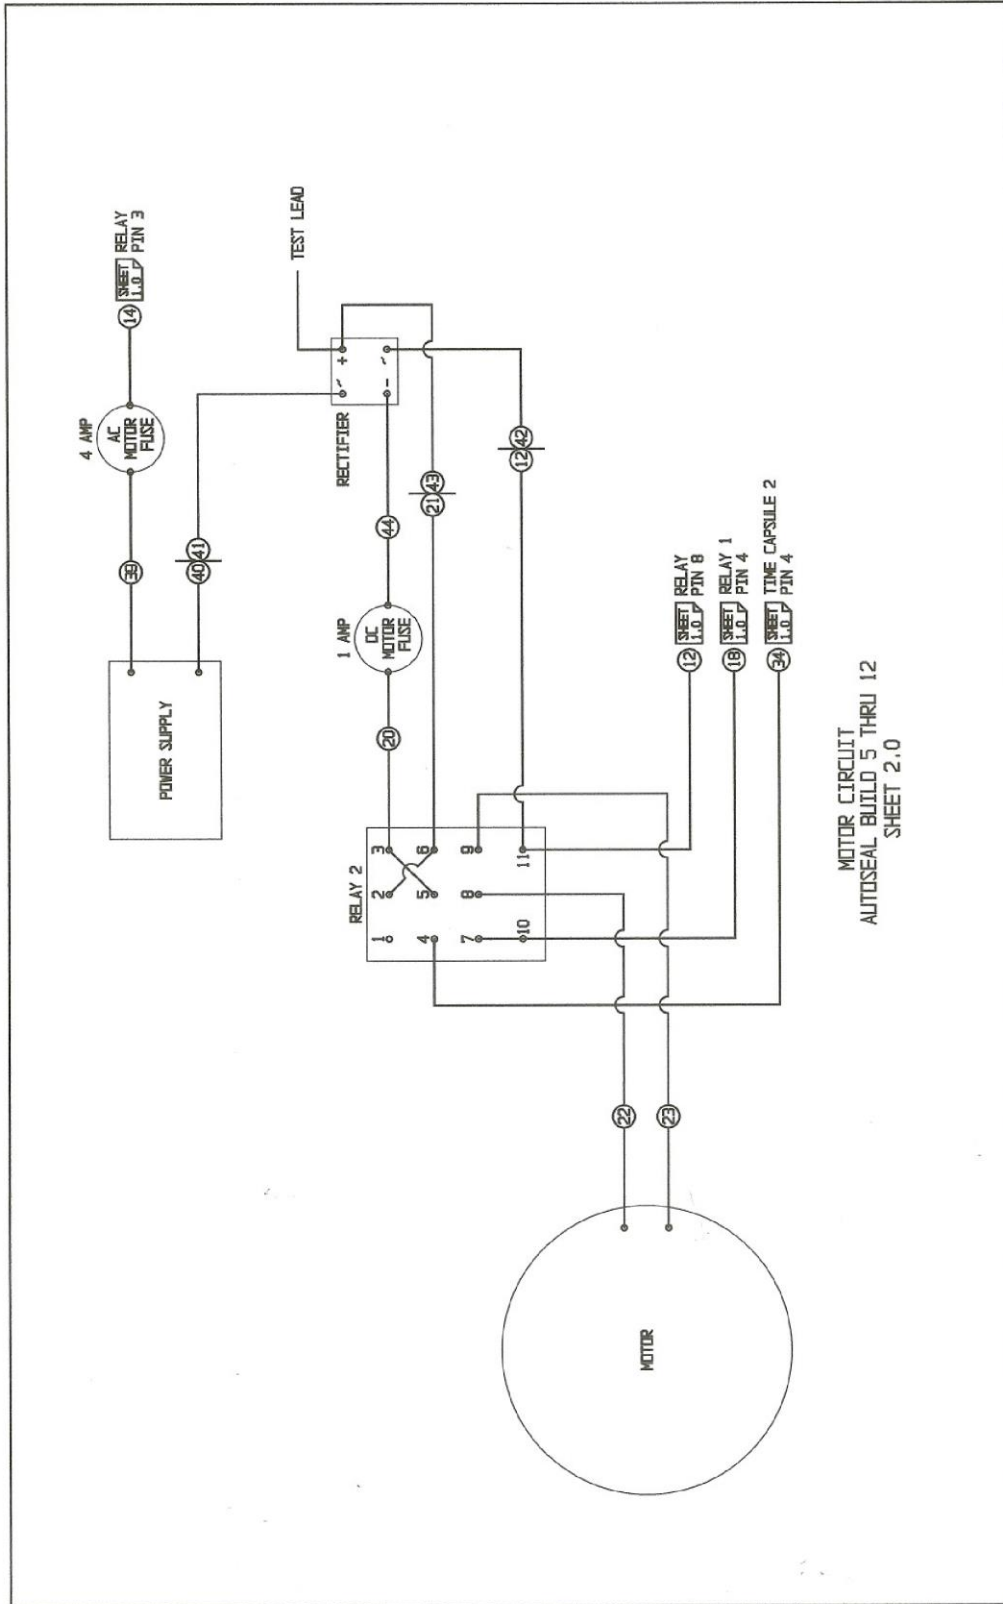 4 AMP
AC
MOTOR
FUSE
14
SHEET
1.0
RELAY
PIN 3
39
POWER SUPPLY
40
41
TEST LEAD
RECTIFIER
+
-
~
~
44
1 AMP
DC
MOTOR
FUSE
20
21
43
12
42
RELAY 2
1
2
3
4
5
6
7
8
9
10
11
12
SHEET
1.0
RELAY
PIN 8
18
SHEET
1.0
RELAY 1
PIN 4
34
SHEET
1.0
TIME CAPSULE 2
PIN 4
22
23
MOTOR
MOTOR CIRCUIT
AUTOSEAL BUILD 5 THRU 12
SHEET 2.0